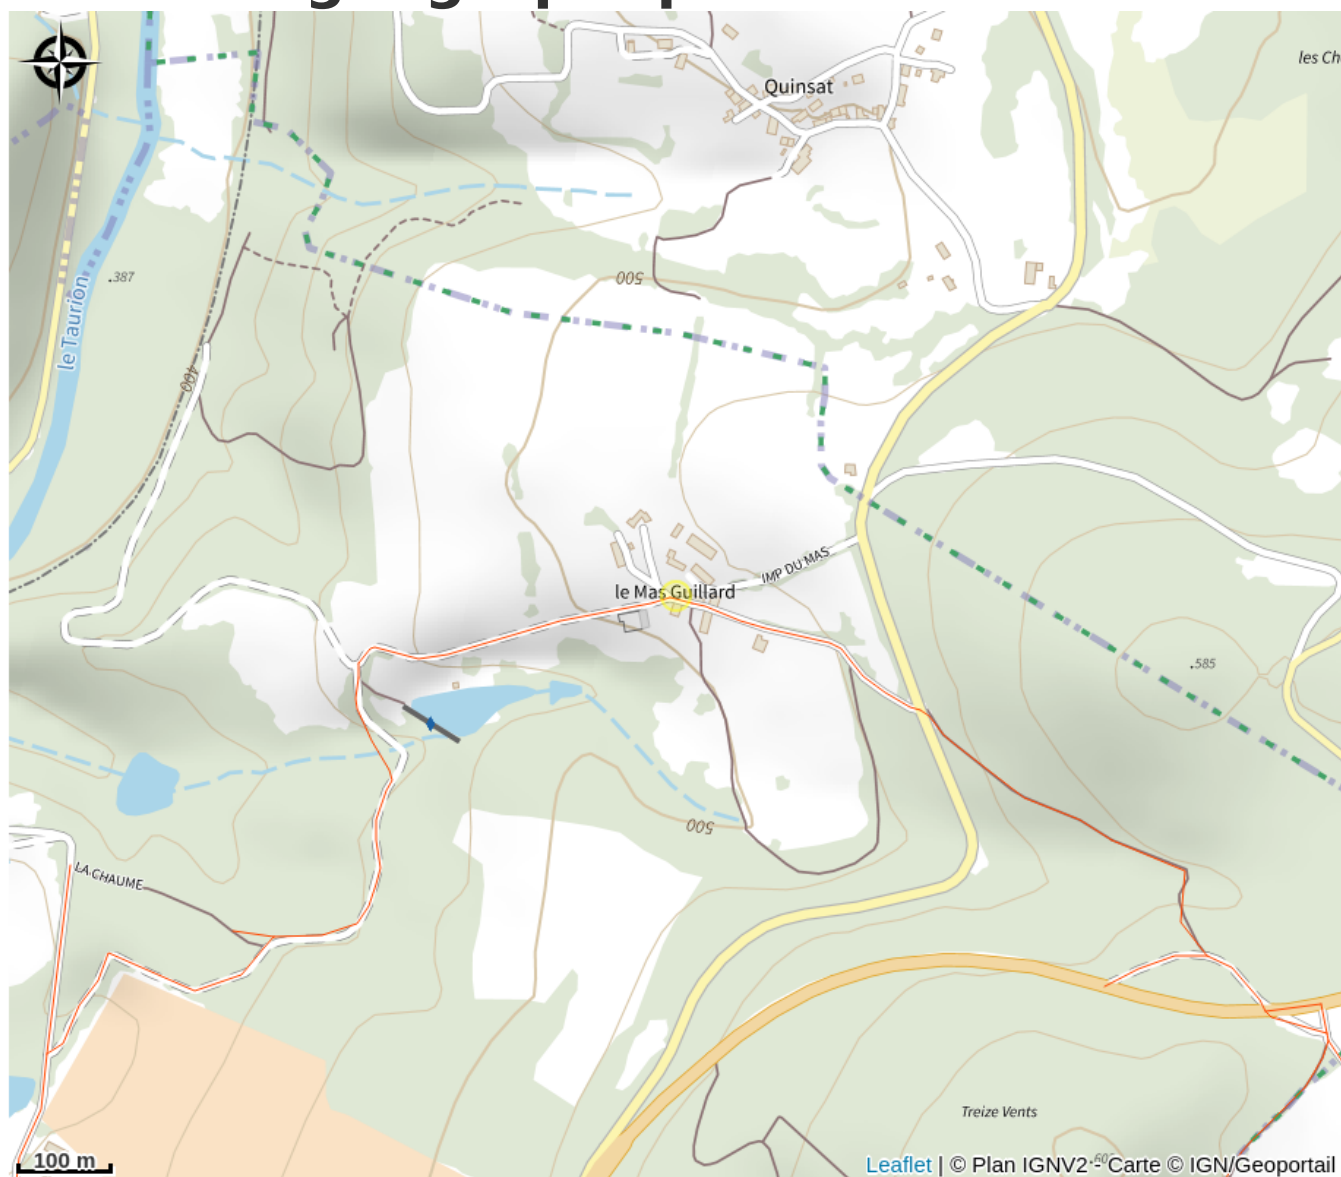 les Ch
Quinsat
.387
500
le Taurion
400
IMP DU MAS
le Mas Guillard
.585
500
LA CHAUME
Treize Vents
100 m
Leaflet | © Plan IGNV2 - Carte © IGN/Geoportail